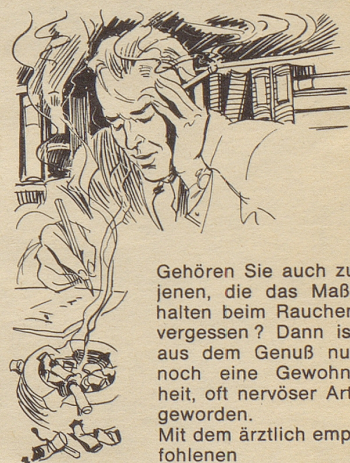 Gehören Sie auch zu
jenen, die das Maß-
halten beim Rauchen
vergessen? Dann ist
aus dem Genuß nur
noch eine Gewohn-
heit, oft nervöser Art
geworden.
Mit dem ärztlich emp-
fohlenen